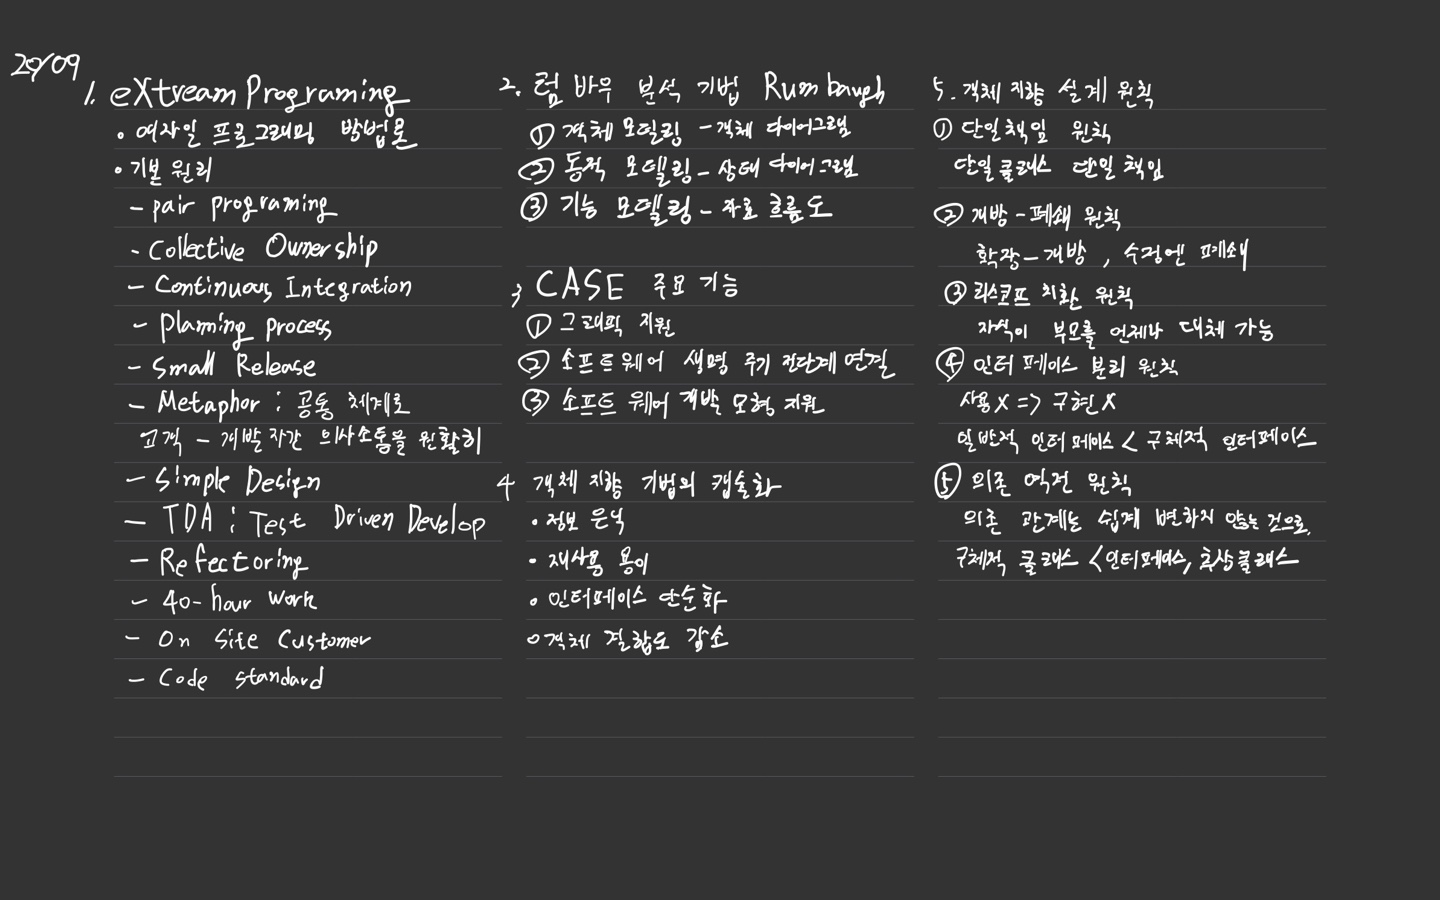 20/09
1. eXtream Programing
• 애자일 프로그래밍 방법론
• 기본 원리
- pair programing
- Collective Ownership
- Continuous Integration
- Planning process
- Small Release
- Metaphor : 공통 체계로
고객 - 개발자간 의사소통을 원활히
- Simple Design
- TDA : Test Driven Develop
- Refectoring
- 40-hour work
- On Site Customer
- Code standard
2. 럼바우 분석 기법 Rumbaugh
① 객체 모델링 - 객체 다이어그램
② 동적 모델링 - 상태 다이어그램
③ 기능 모델링 - 자료 흐름도
3 CASE 주요 기능
① 그래픽 지원
② 소프트웨어 생명 주기 전단계 연결
③ 소프트웨어 개발 모형 지원
4 객체 지향 기법의 캡슐화
• 정보 은닉
• 재사용 용이
• 인터페이스 단순화
• 객체 결합도 감소
5. 객체 지향 설계 원칙
① 단일책임 원칙
단일 클래스 단일 책임
② 개방-폐쇄 원칙
확장-개방 , 수정엔 폐쇄
③ 리스코프 치환 원칙
자식이 부모를 언제나 대체 가능
④ 인터페이스 분리 원칙
사용X => 구현X
일반적 인터페이스 < 구체적 인터페이스
⑤ 의존 역전 원칙
의존 관계는 쉽게 변하지 않는 것으로,
구체적 클래스 < 인터페이스, 추상클래스